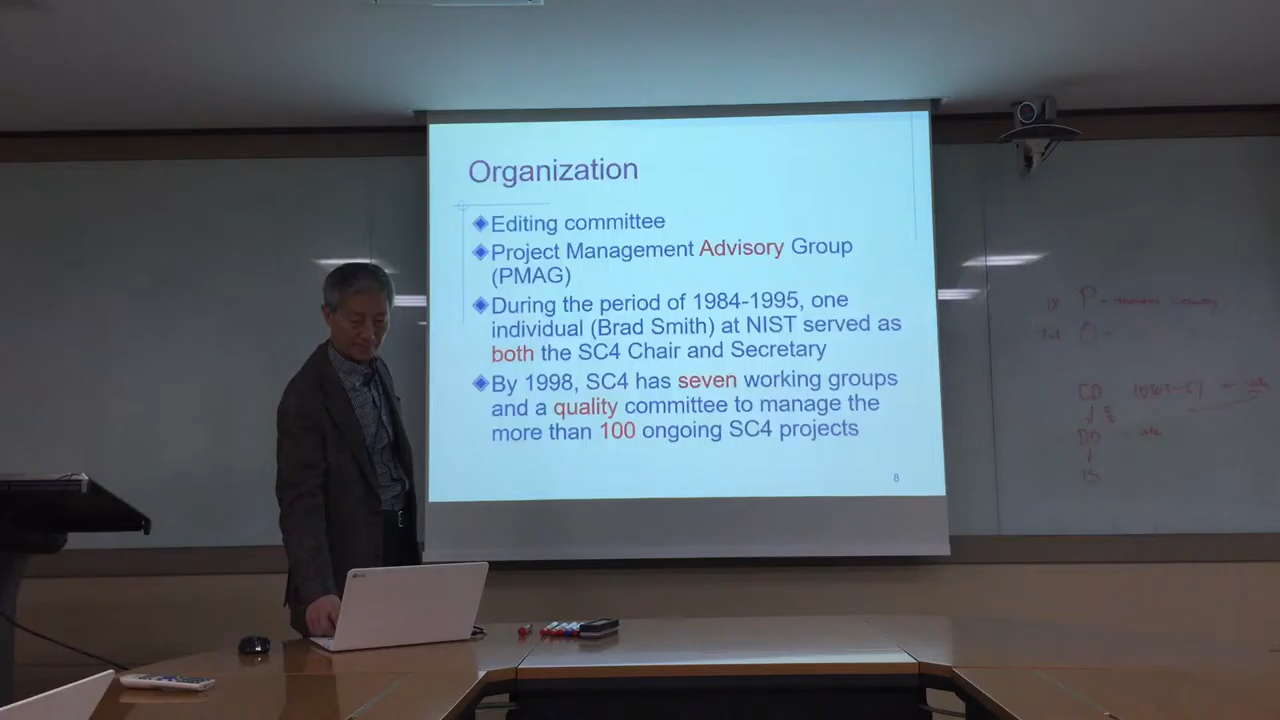 Organization
Editing committee
Project Management Advisory Group
(PMAG)
During the period of 1984-1995, one
individual (Brad Smith) at NIST served as
both the SC4 Chair and Secretary
By 1998, SC4 has seven working groups
and a quality committee to manage the
more than 100 ongoing SC4 projects
8
P -
O -
CD
↓
↓
IS